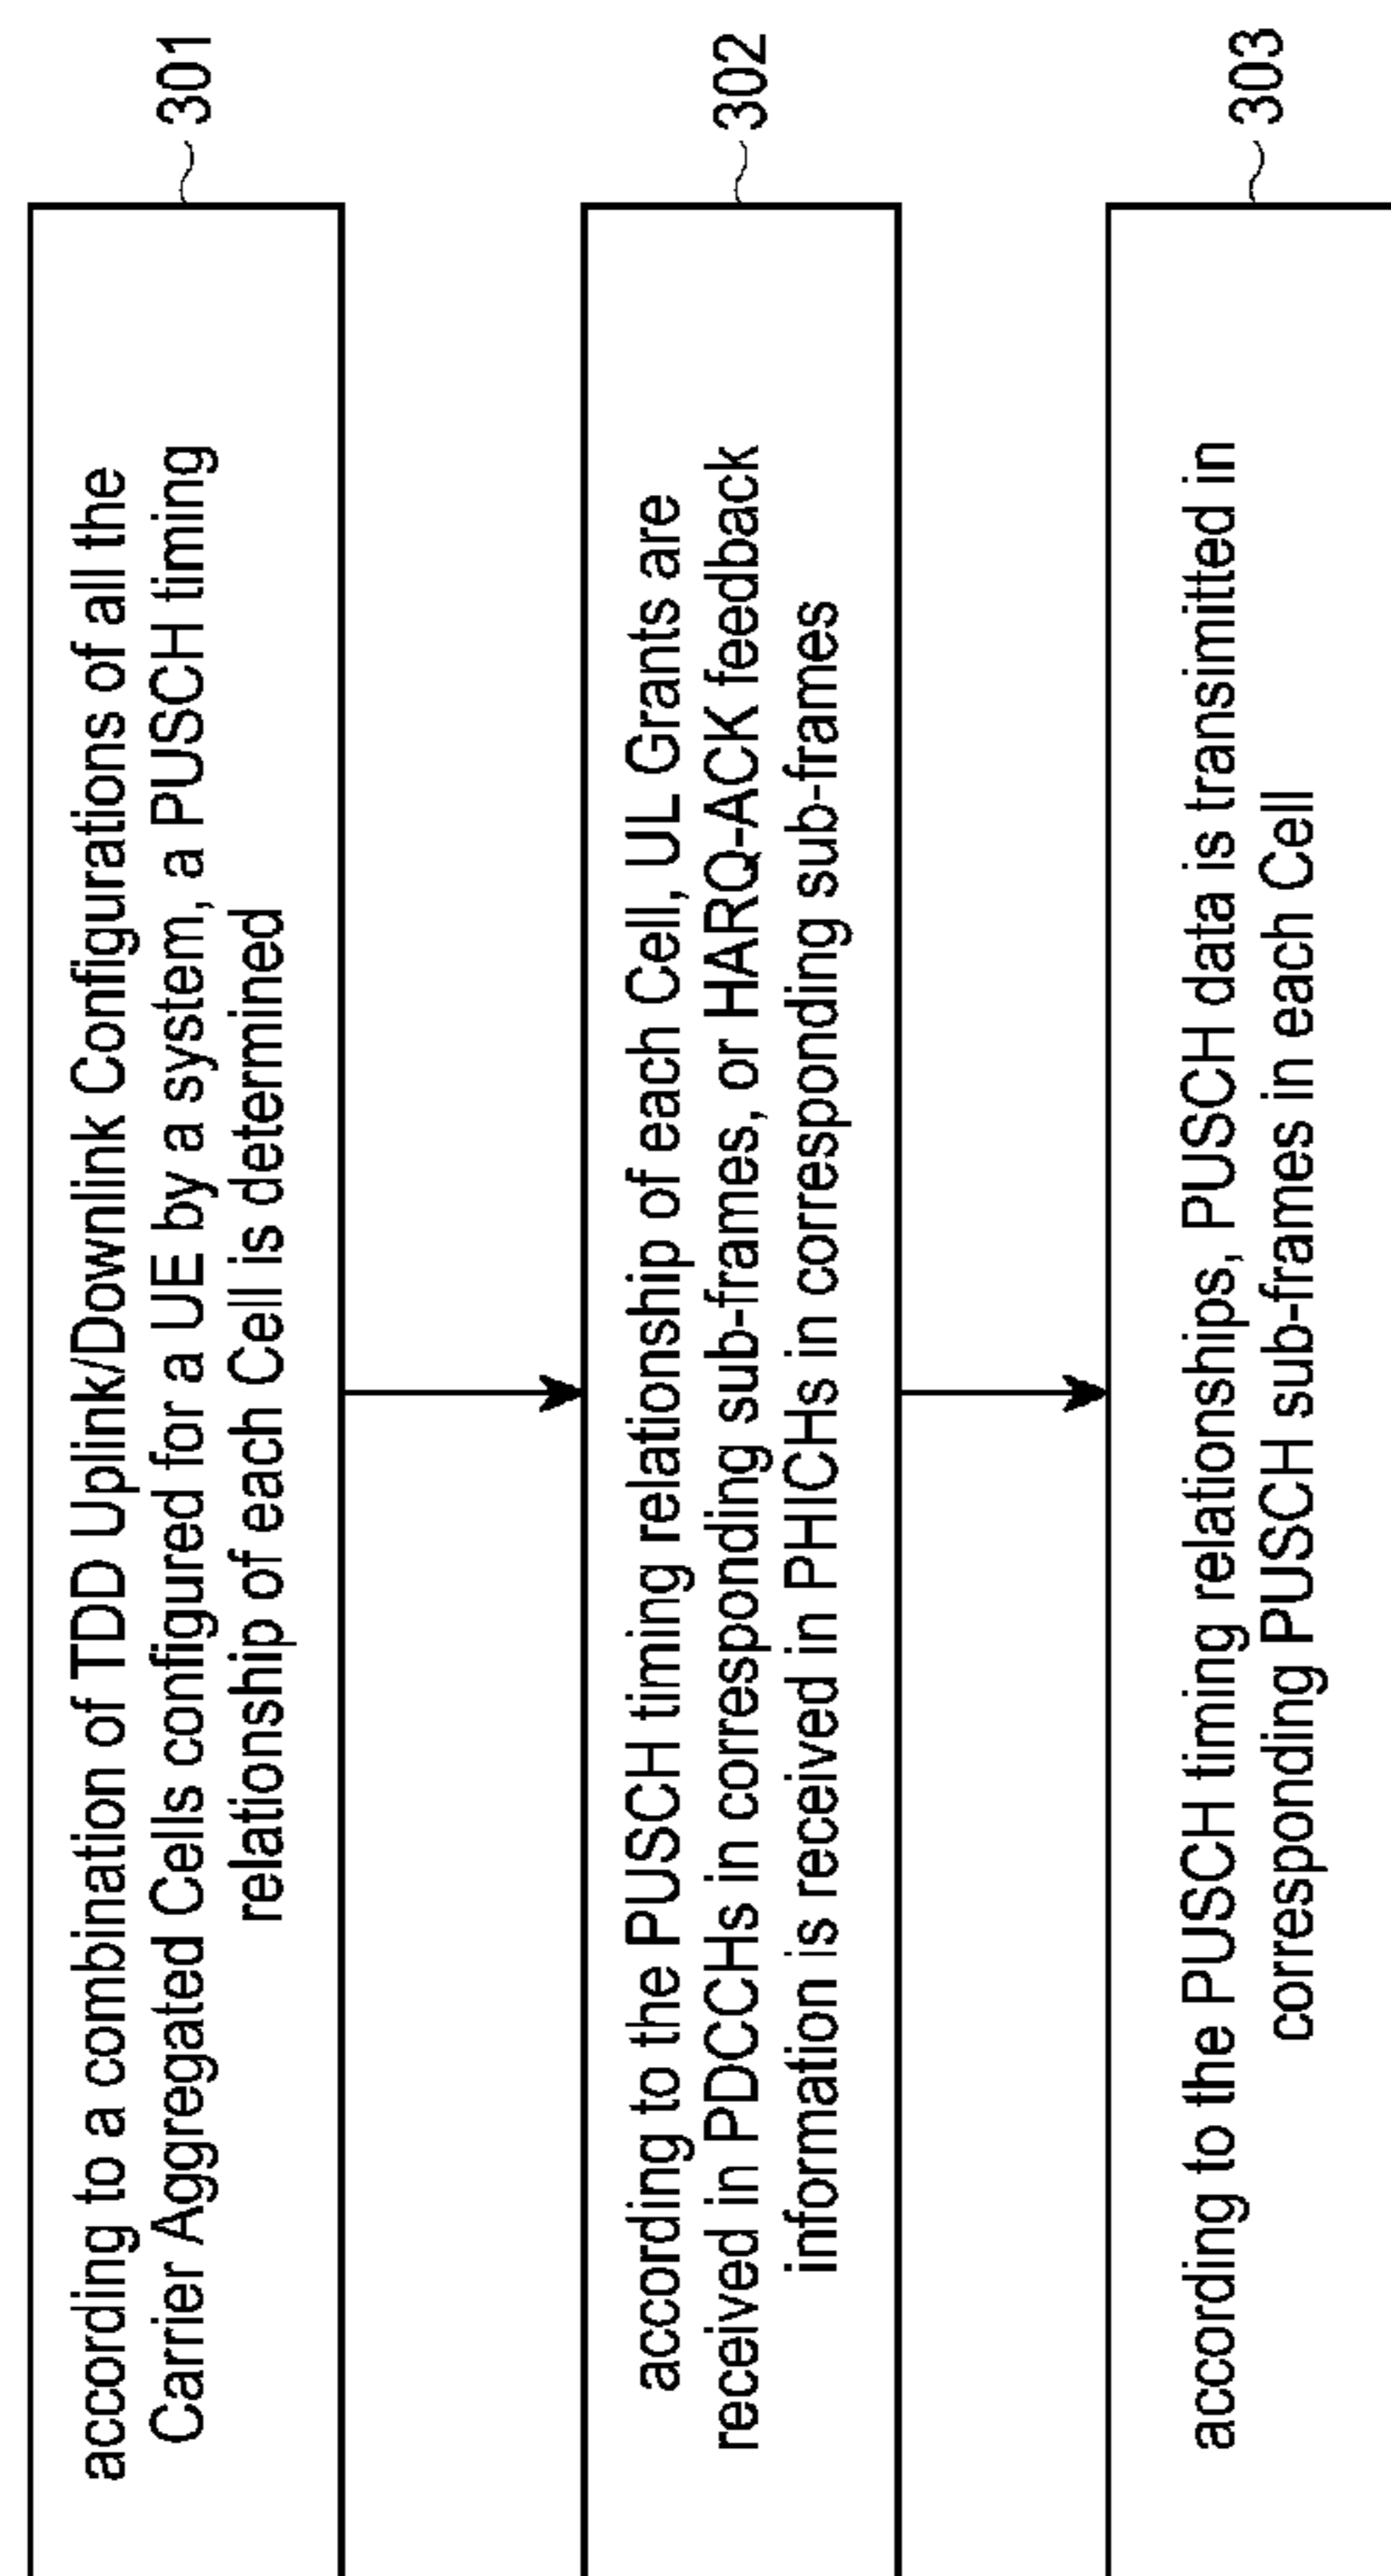 according to a combination of TDD Uplink/Downlink Configurations of all the
Carrier Aggregated Cells configured for a UE by a system, a PUSCH timing
relationship of each Cell is determined
301
according to the PUSCH timing relationship of each Cell, UL Grants are
received in PDCCHs in corresponding sub-frames, or HARQ-ACK feedback
information is received in PHICHs in corresponding sub-frames
302
according to the PUSCH timing relationships, PUSCH data is transimitted in
corresponding PUSCH sub-frames in each Cell
303